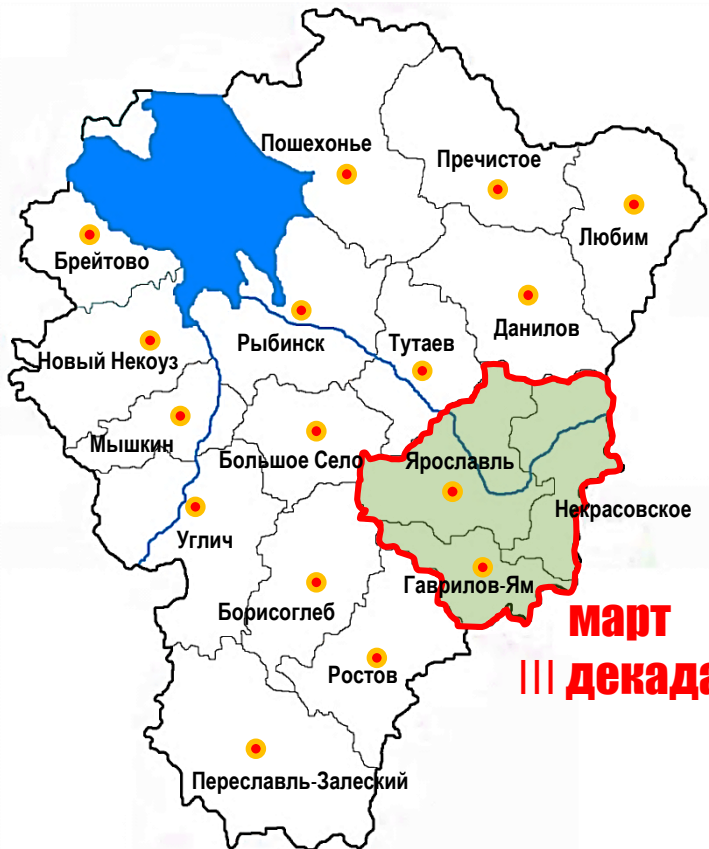 Пошехонье
Пречистое
Любим
Брейтово
Данилов
Рыбинск
Тутаев
Новый Некоуз
Мышкин
Большое Село
Ярославль
Некрасовское
Углич
Гаврилов-Ям
Борисоглеб
март
Ростов
III декада
Переславль-Залеский